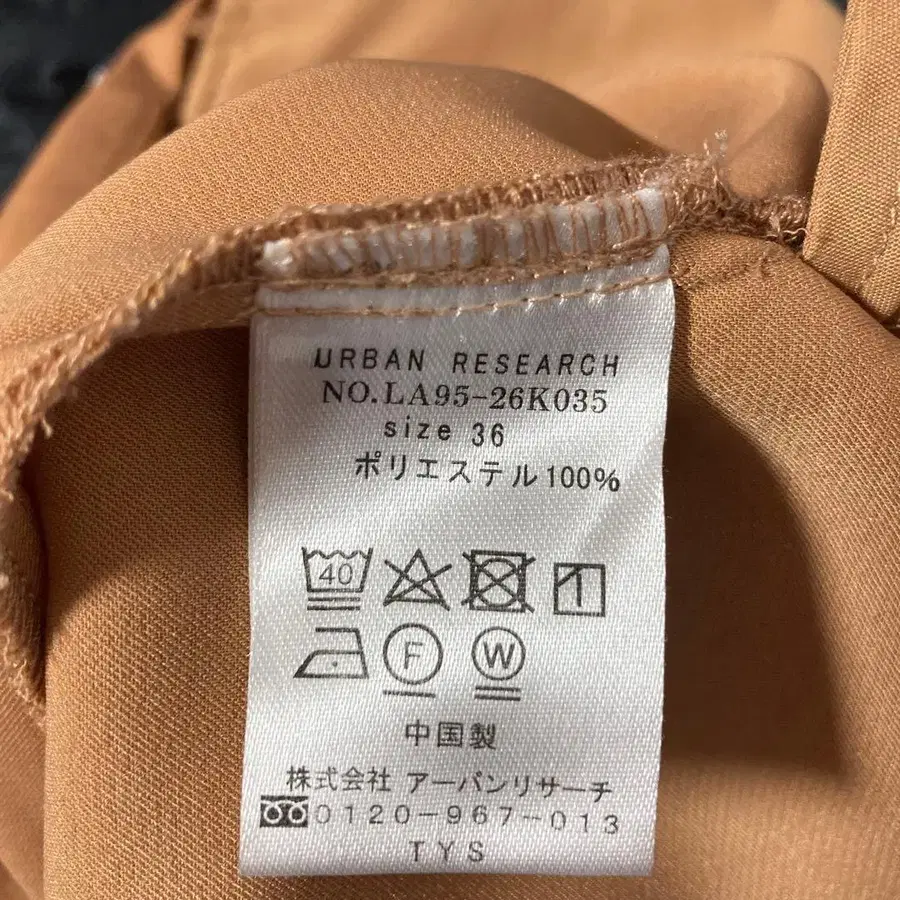 URBAN RESEARCH
NO.LA95-26K035
size 36
ポリエステル100%
40
F W
中国製
株式会社 アーバンリサーチ
0120-967-013
TYS